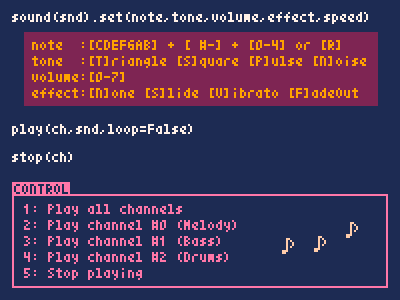 sound(snd).set(note,tone,volume,effect,speed)
note  :[CDEFGAB] + [ #-] + [0-4] or [R]
tone  :[T]riangle [S]quare [P]ulse [N]oise
volume:[0-7]
effect:[N]one [S]lide [V]ibrato [F]adeOut
play(ch,snd,loop=False)
stop(ch)
CONTROL
1: Play all channels
2: Play channel #0 (Melody)
3: Play channel #1 (Bass)
4: Play channel #2 (Drums)
5: Stop playing